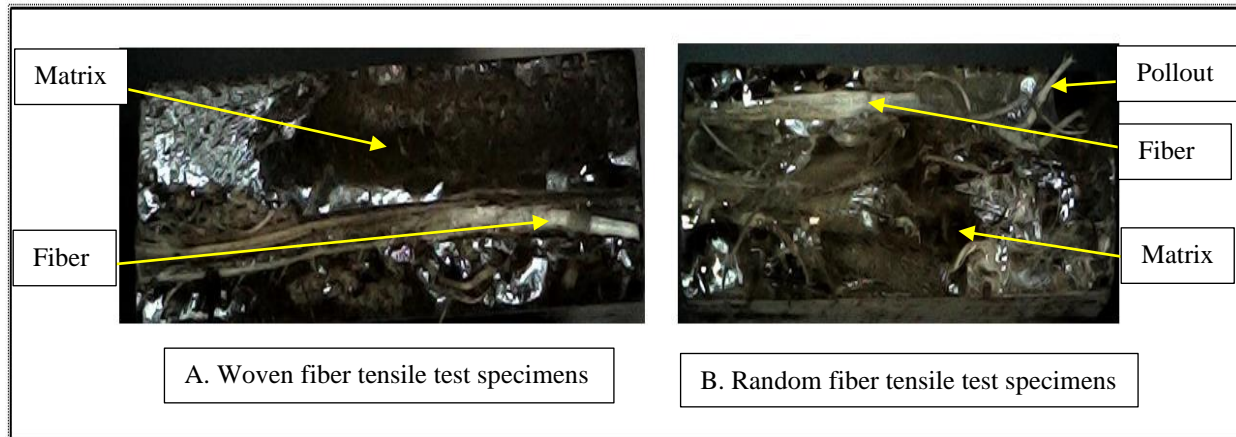 Matrix
Fiber
Pollout
Fiber
Matrix
A. Woven fiber tensile test specimens
B. Random fiber tensile test specimens